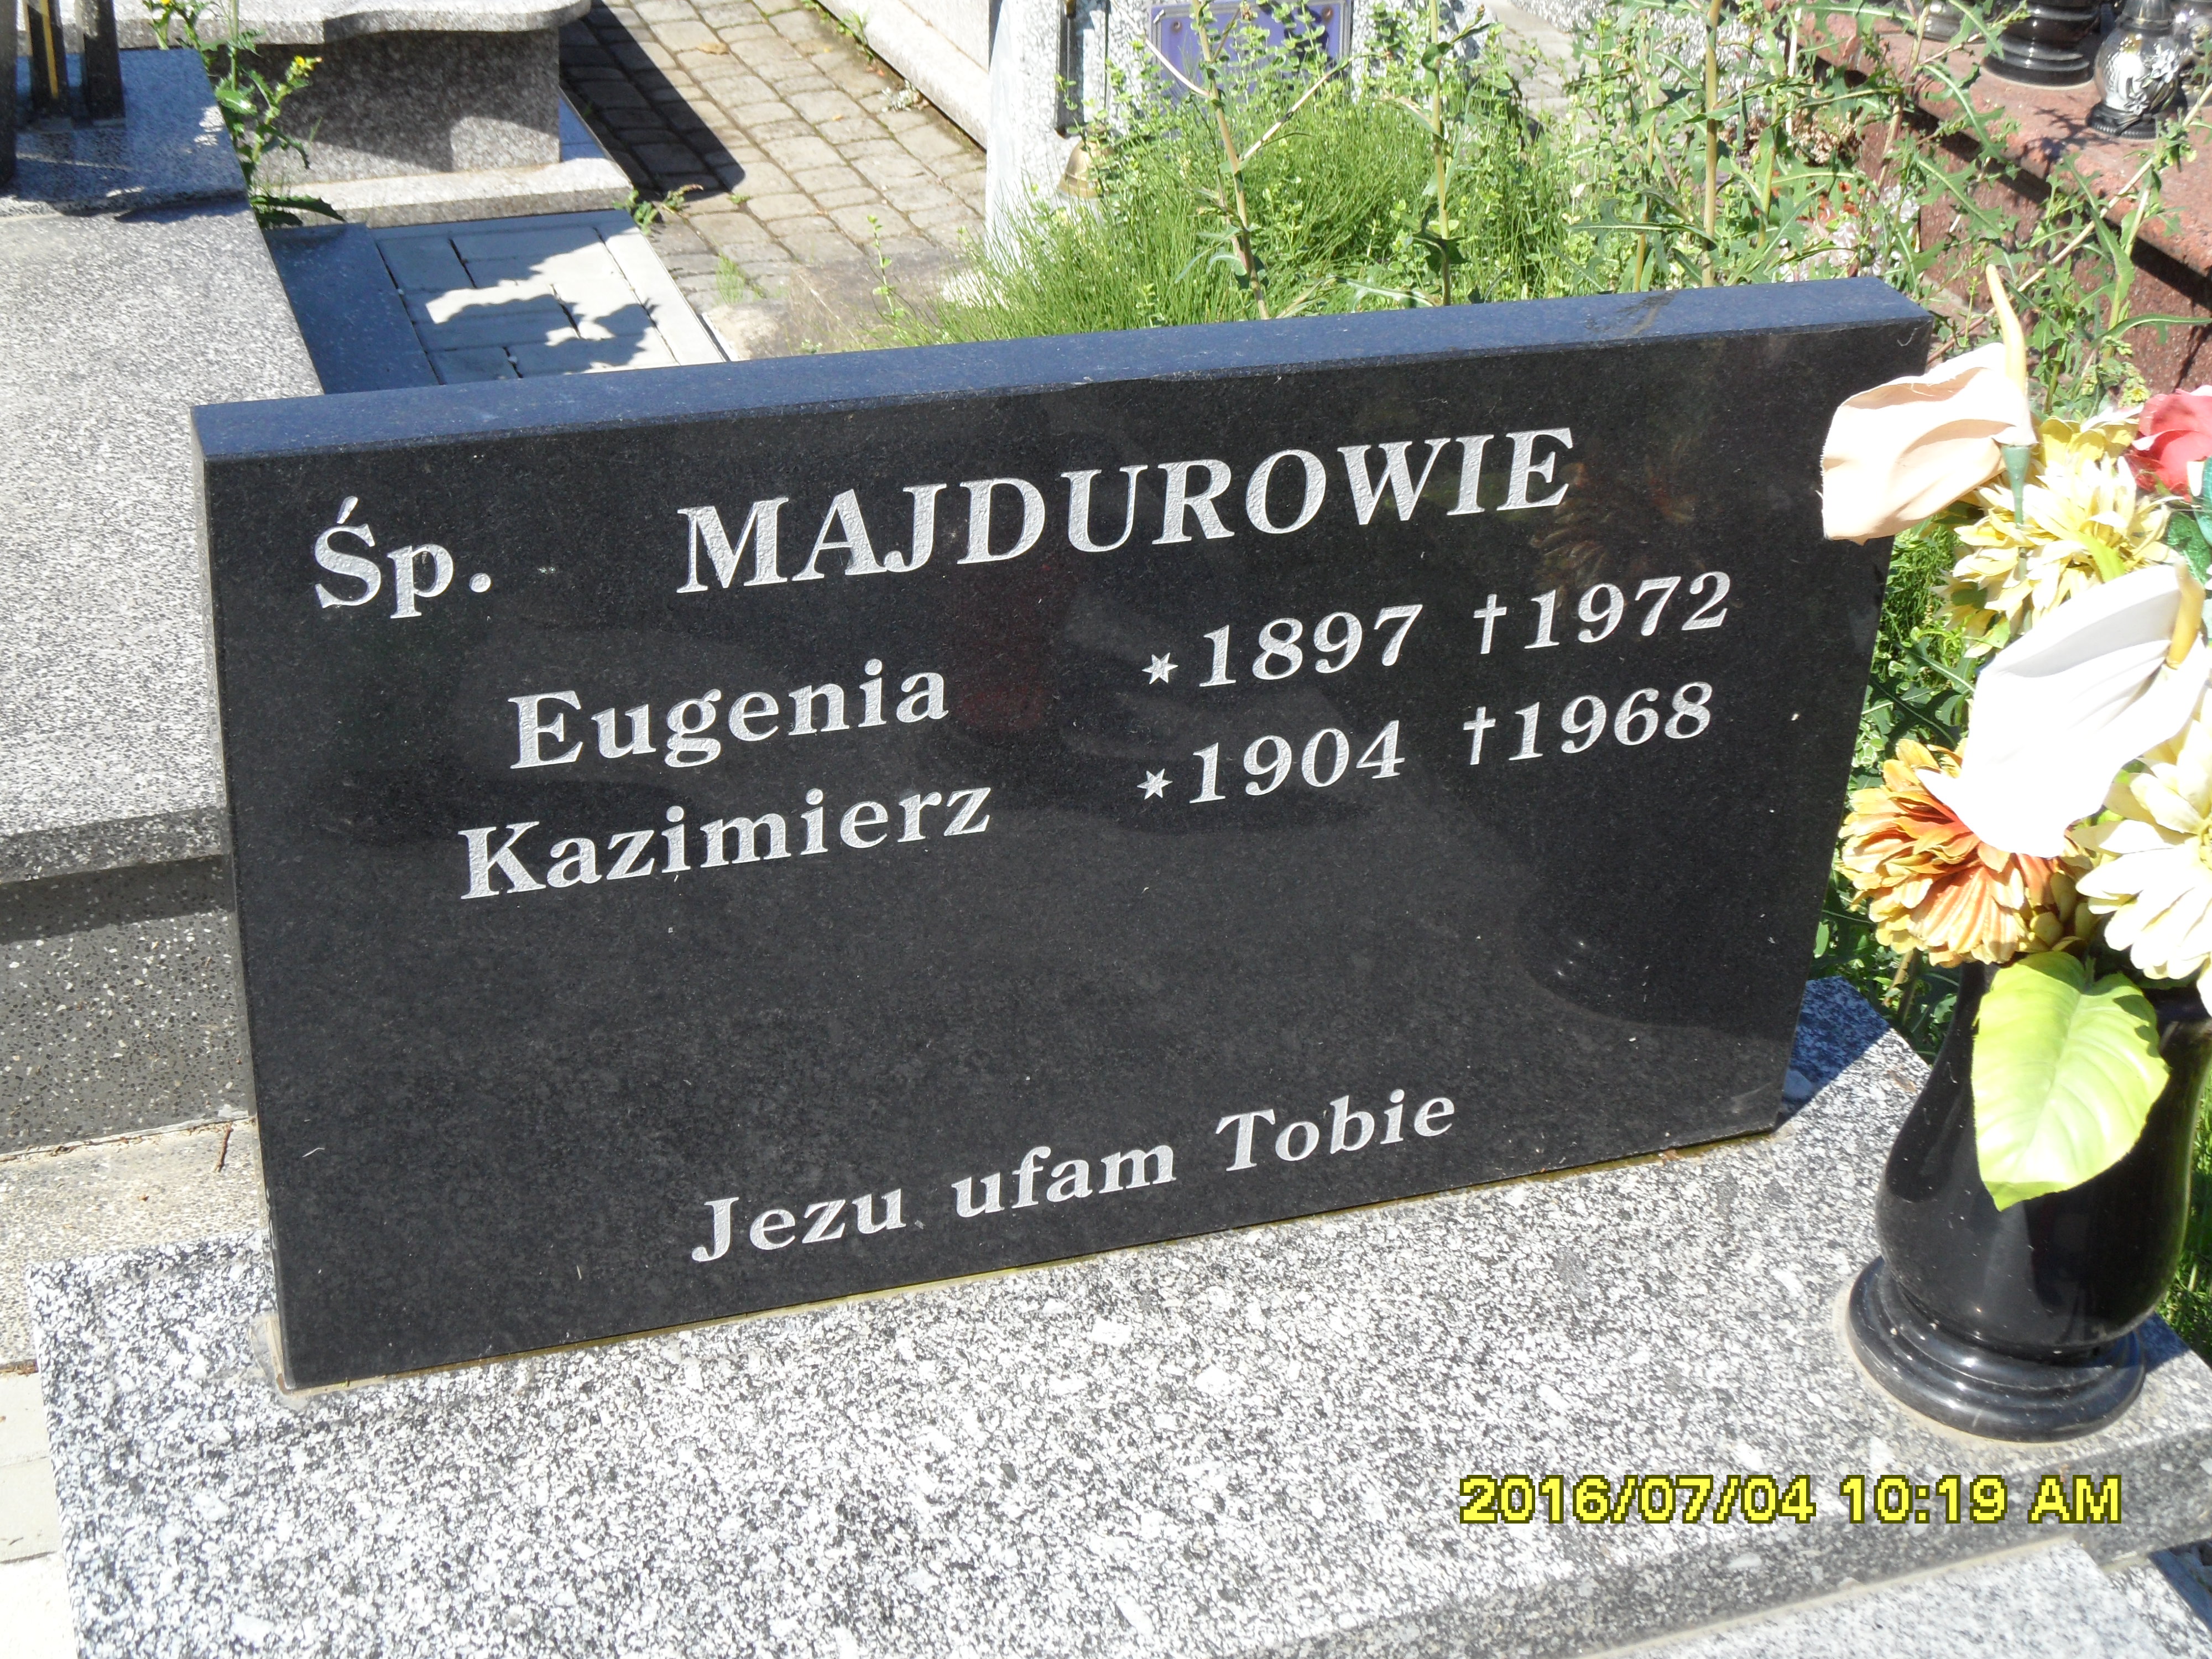 Śp. MAJDUROWIE
Eugenia *1897 †1972
Kazimierz *1904 †1968
Jezu ufam Tobie
2016/07/04 10:19 AM